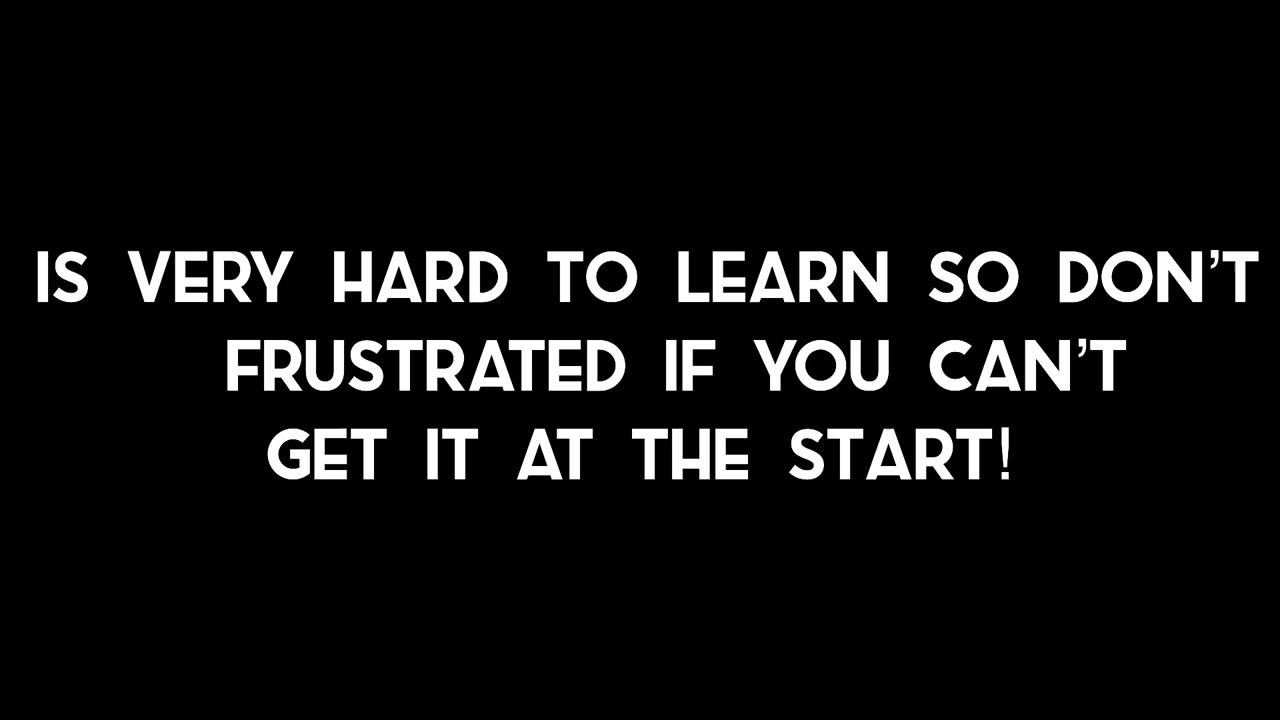 IS VERY HARD TO LEARN SO DON'T
FRUSTRATED IF YOU CAN'T
GET IT AT THE START!